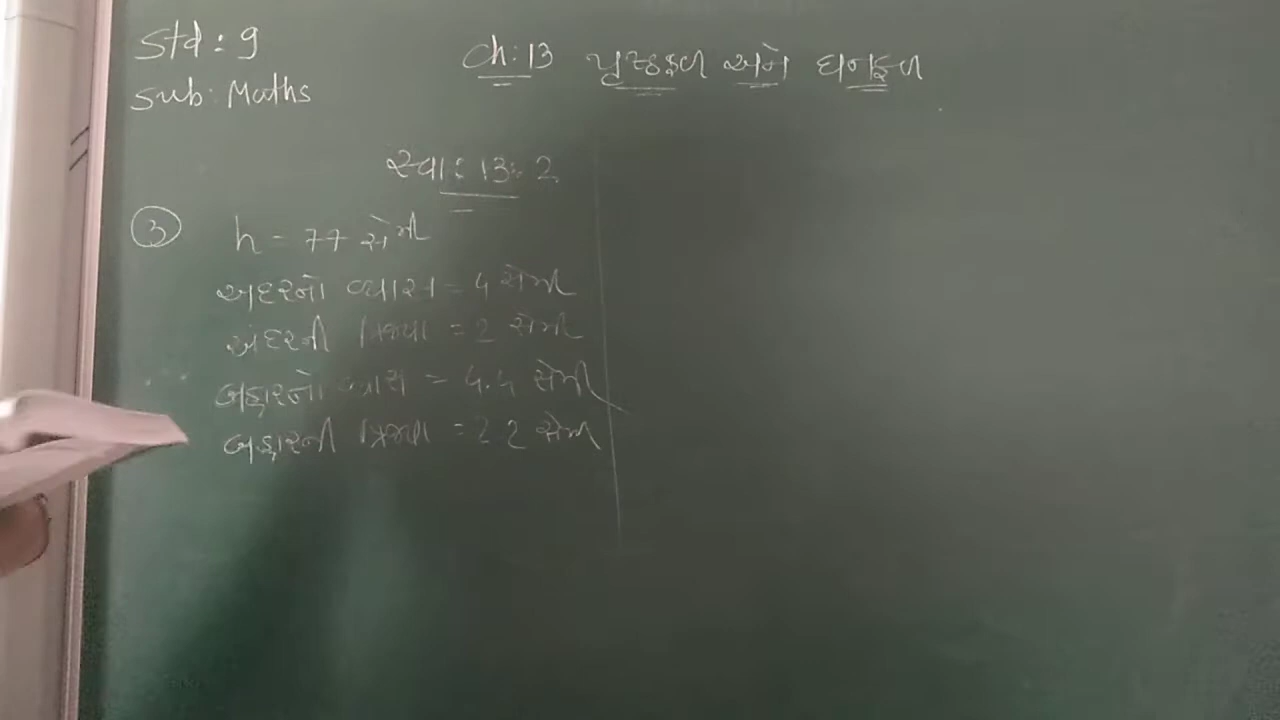 Std : 9
Sub: Maths
Ch: 13 પૃષ્ઠફળ અને ઘનફળ
સ્વા: 13.2
③ h = 77 સેમી
અદરનો વ્યાસ = 4 સેમી
અંદરની ત્રિજ્યા = 2 સેમી
બહારનો વ્યાસ = 4.4 સેમી
બહારની ત્રિજ્યા = 2.2 સેમી